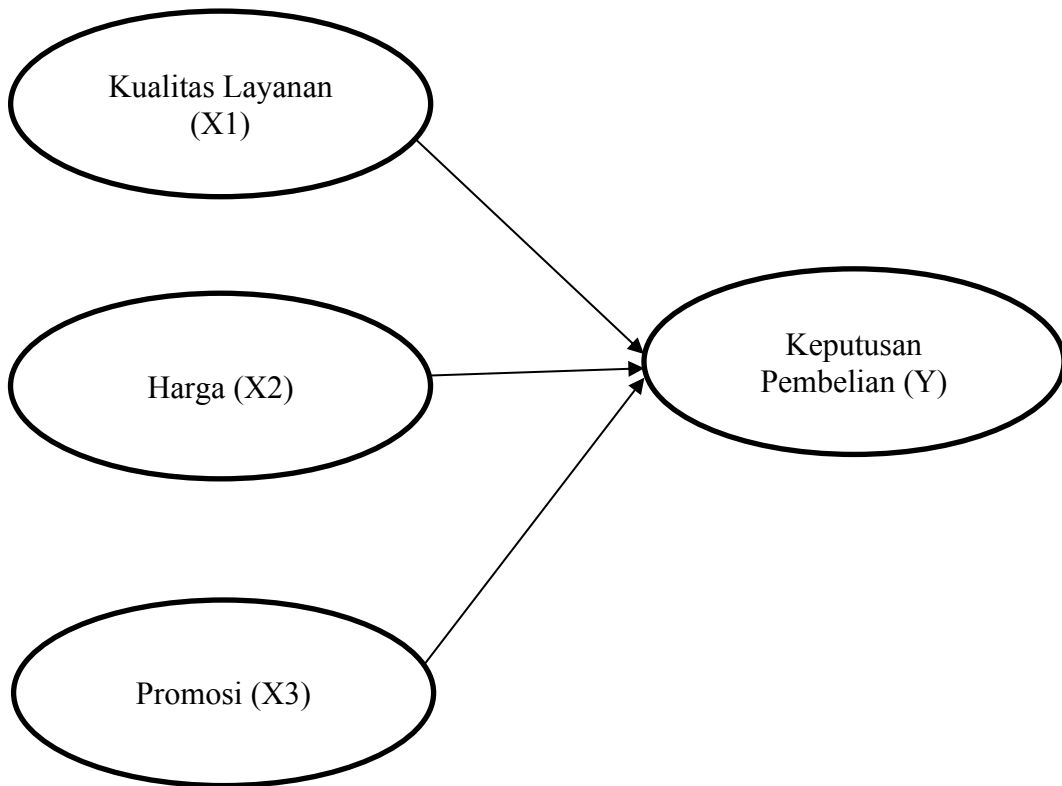 Kualitas Layanan
(X1)
Harga (X2)
Keputusan
Pembelian (Y)
Promosi (X3)